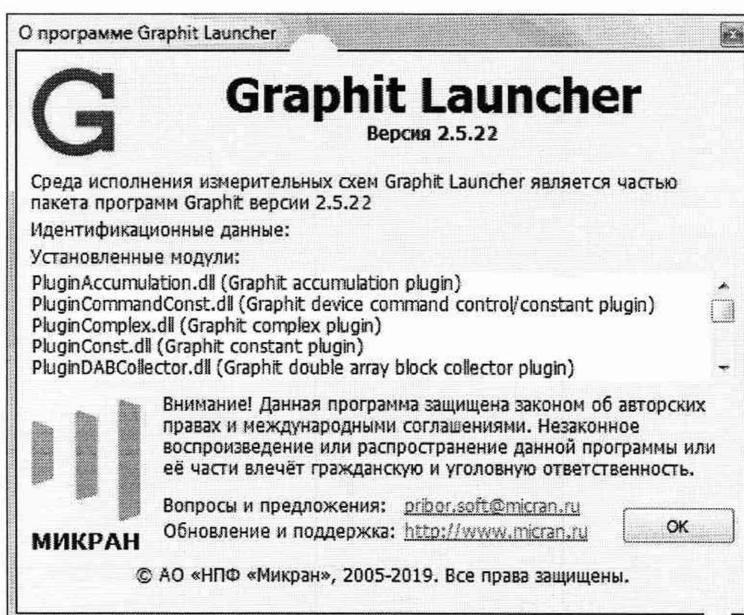 О программе Graphit Launcher
G
Graphit Launcher
Версия 2.5.22
Среда исполнения измерительных схем Graphit Launcher является частью
пакета программ Graphit версии 2.5.22
Идентификационные данные:
Установленные модули:
PluginAccumulation.dll (Graphit accumulation plugin)
PluginCommandConst.dll (Graphit device command control/constant plugin)
PluginComplex.dll (Graphit complex plugin)
PluginConst.dll (Graphit constant plugin)
PluginDABCollector.dll (Graphit double array block collector plugin)
Внимание! Данная программа защищена законом об авторских
правах и международными соглашениями. Незаконное
воспроизведение или распространение данной программы или
её части влечёт гражданскую и уголовную ответственность.
Вопросы и предложения: pribor.soft@micran.ru
Обновление и поддержка: http://www.micran.ru
OK
МИКРАН
© АО «НПФ «Микран», 2005-2019. Все права защищены.